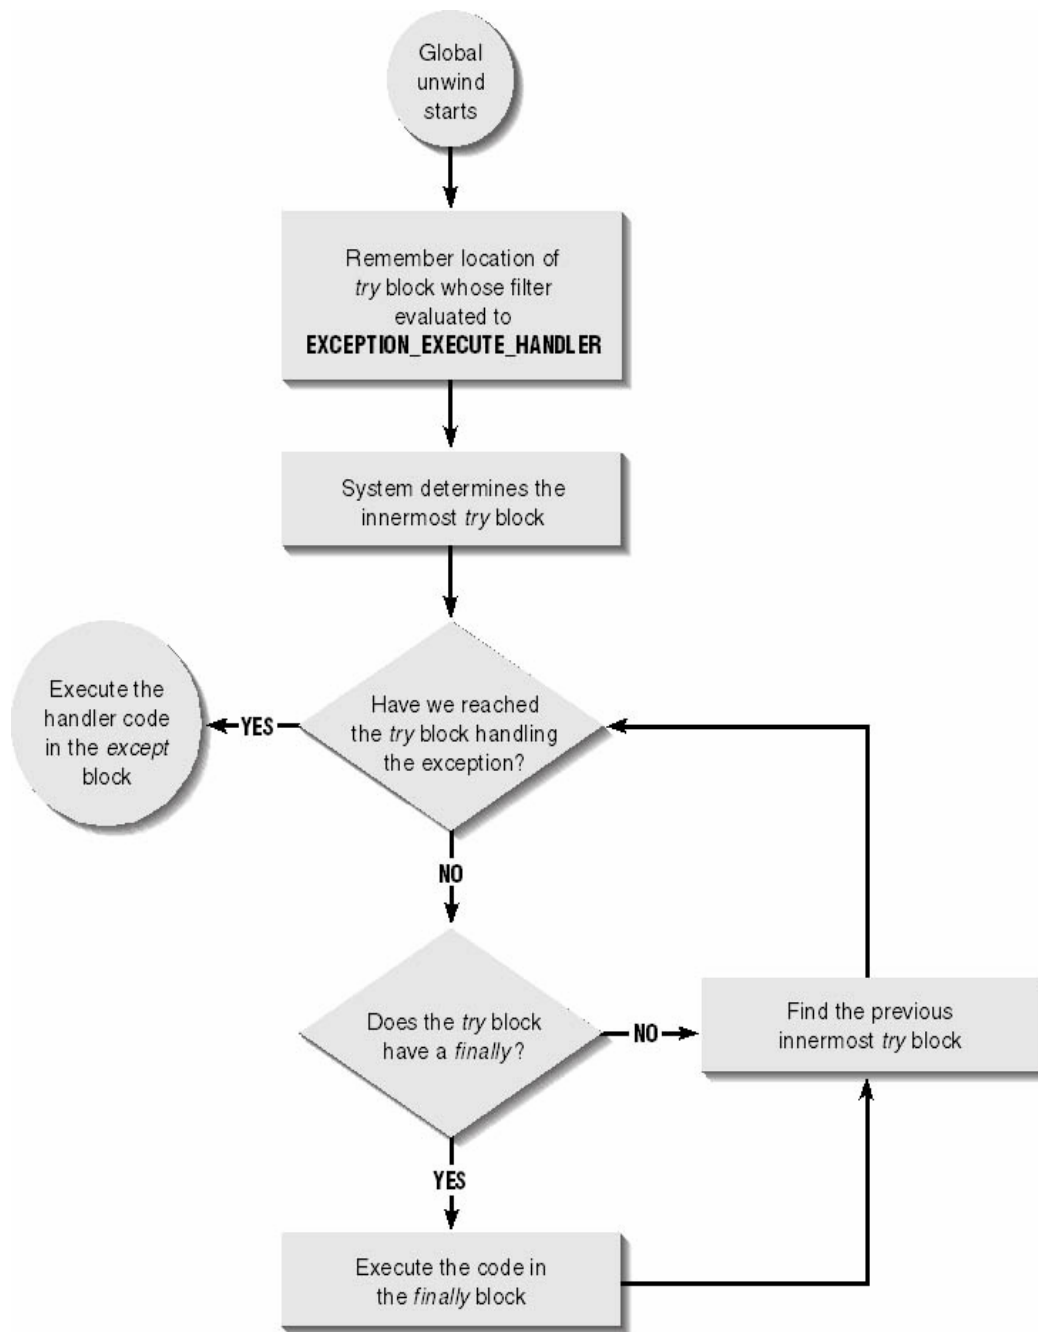 Global
unwind
starts
Remember location of
try block whose filter
evaluated to
EXCEPTION_EXECUTE_HANDLER
System determines the
innermost try block
Have we reached
the try block handling
the exception?
YES
Execute the
handler code
in the except
block
NO
Does the try block
have a finally?
NO
Find the previous
innermost try block
YES
Execute the code in
the finally block